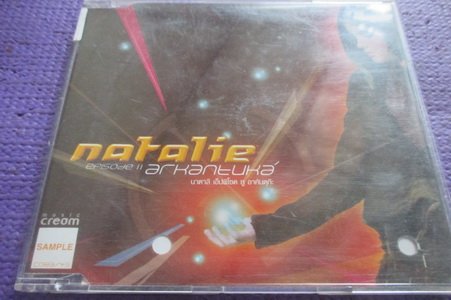 natalie
EPISODE II arkantuka'
นาตาลี เอ็ปพิโซด ทู อาคันตุกะ
music
cream
SAMPLE